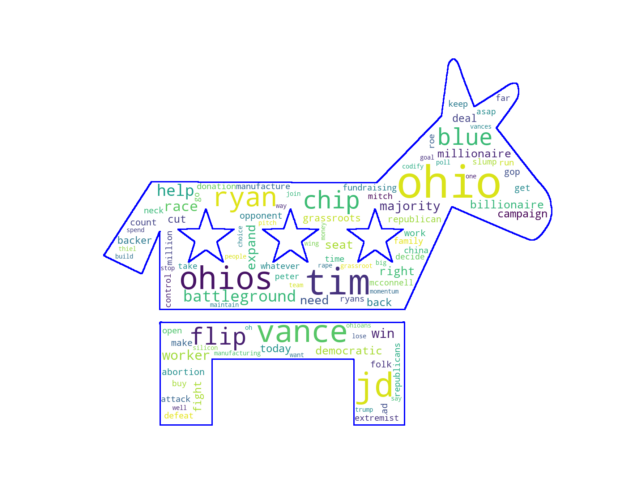 far
keep
asap
deal
vances
roe
blue
goal
millionaire
poll
slump
run
codify
one
gop
help
donation
manufacture
fundraising
ohio
get
go
ryan
join
chip
mitch
neck
race
way
majority
billionaire
count
cut
opponent
grassroots
republican
campaign
spend
pitch
money
backer
million
choice
expand
seat
work
family
thiel
build
people
china
decide
time
stop
take
whatever
rape
big
right
ohios
peter
tim
mcconnell
control
team
battleground
need
ryans
momentum
back
maintain
open
flip
oh
vance
ohioans
lose
win
make
silicon
today
worker
manufacturing
want
democratic
folk
republicans
abortion
buy
fight
jd
attack
say
well
trump
ad
defeat
extremist